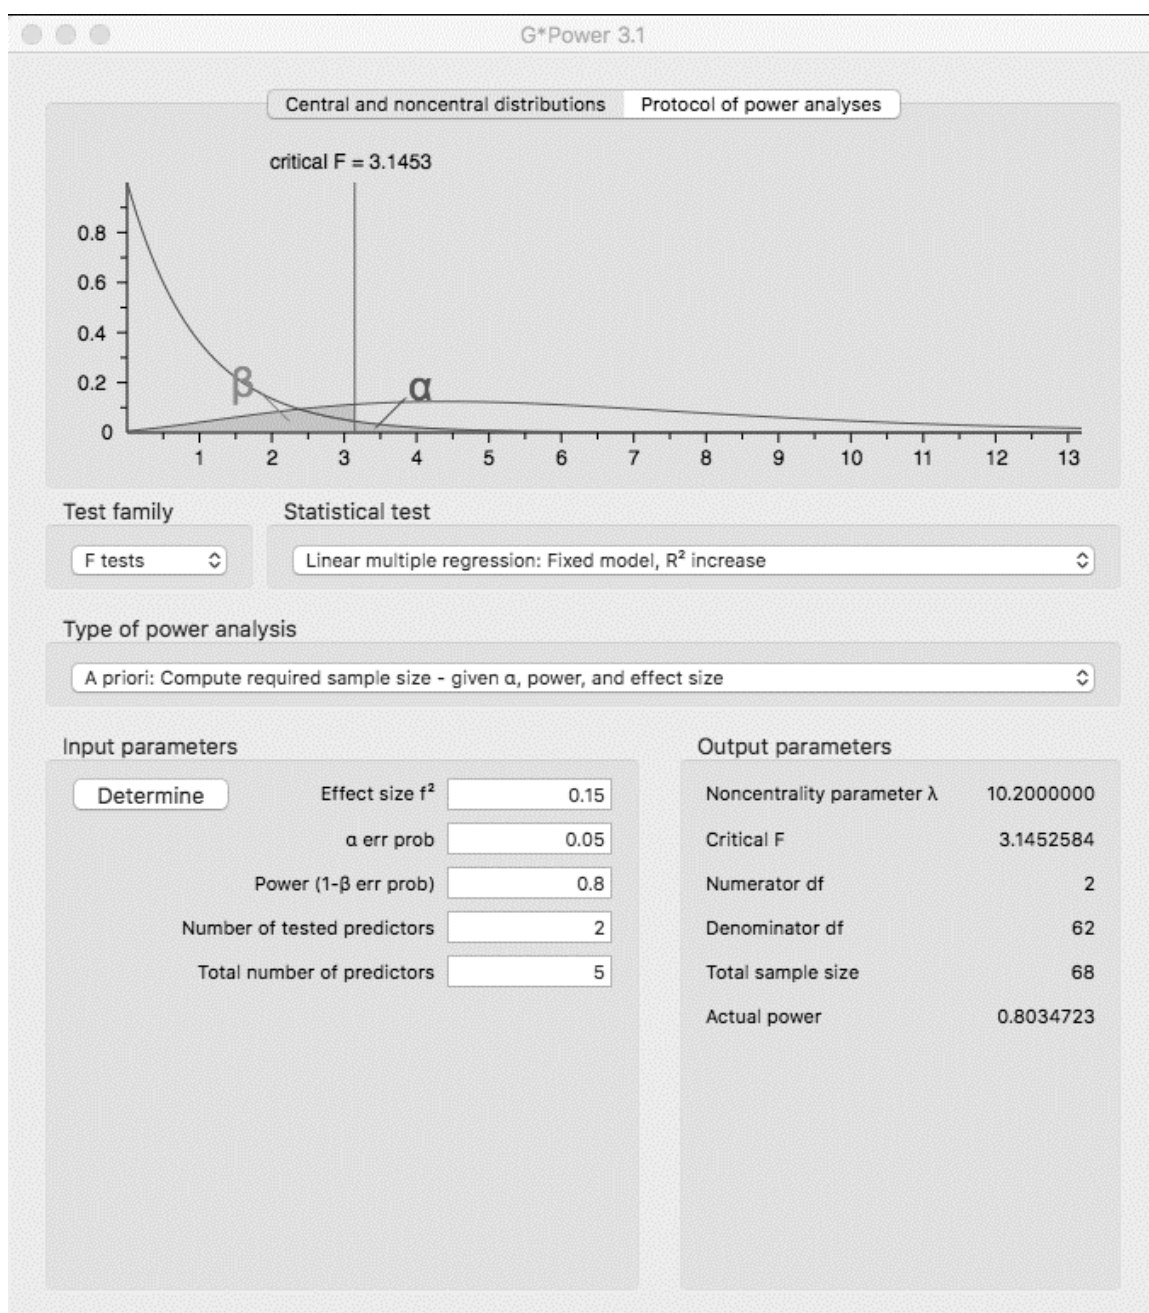 G*Power 3.1
Central and noncentral distributions Protocol of power analyses
critical F = 3.1453
0.8
0.6
0.4
0.2
0
β
α
1 2 3 4 5 6 7 8 9 10 11 12 13
Test family Statistical test
F tests Linear multiple regression: Fixed model, R² increase
Type of power analysis
A priori: Compute required sample size - given α, power, and effect size
Input parameters
Determine
Effect size f² 0.15
α err prob 0.05
Power (1-β err prob) 0.8
Number of tested predictors 2
Total number of predictors 5
Output parameters
Noncentrality parameter λ 10.2000000
Critical F 3.1452584
Numerator df 2
Denominator df 62
Total sample size 68
Actual power 0.8034723